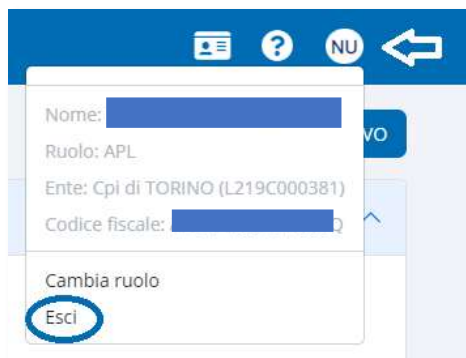 ? NU
VO
Nome:
Ruolo: APL
Ente: Cpi di TORINO (L219C000381)
Codice fiscale: Q
Cambia ruolo
Esci